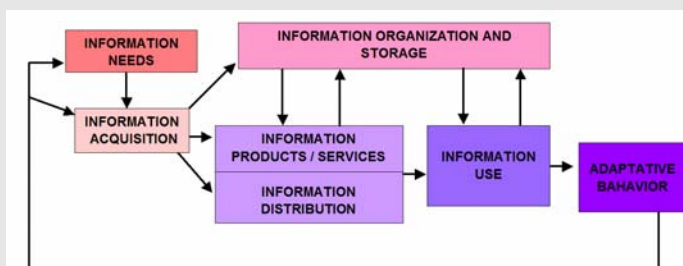 INFORMATION
NEEDS
INFORMATION ORGANIZATION AND
STORAGE
INFORMATION
ACQUISITION
INFORMATION
PRODUCTS / SERVICES
INFORMATION
DISTRIBUTION
INFORMATION
USE
ADAPTATIVE
BAHAVIOR